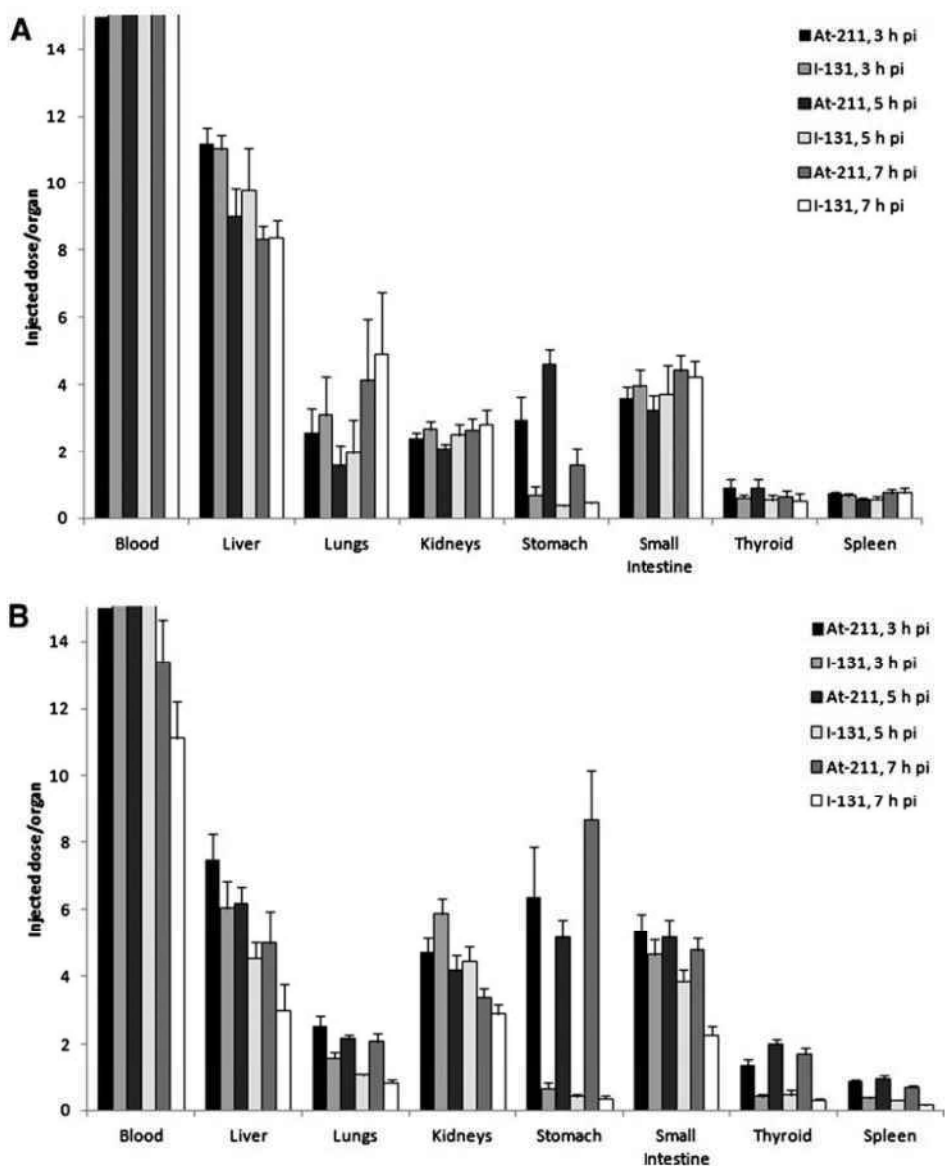 A
14
12
10
8
6
4
2
0
Injected dose/organ
At-211, 3 h pi
I-131, 3 h pi
At-211, 5 h pi
I-131, 5 h pi
At-211, 7 h pi
I-131, 7 h pi
Blood Liver Lungs Kidneys Stomach Small Intestine Thyroid Spleen
B
14
12
10
8
6
4
2
0
Injected dose/organ
At-211, 3 h pi
I-131, 3 h pi
At-211, 5 h pi
I-131, 5 h pi
At-211, 7 h pi
I-131, 7 h pi
Blood Liver Lungs Kidneys Stomach Small Intestine Thyroid Spleen